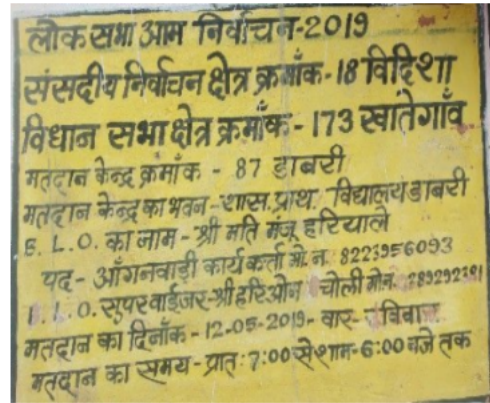 लोक सभा आम निर्वाचन-2019
संसदीय निर्वाचन क्षेत्र क्रमाँक-18 विदिशा
विधान सभा क्षेत्र क्रमाँक-173 खातेगाँव
मतदान केन्द्र क्रमांक - 87 डाबरी
मतदान केन्द्र का भवन-शास. प्राथ. विद्यालय डाबरी
B. L. O. का नाम-श्री मति मंजू हरियाले
पद- आँगनवाडी कार्यकर्ता मो.न. 8223956093
सुपरवाईजर-श्री हरिओम चोली मोन.
मतदान का दिनाँक-12-05-2019- वार- रविवार
मतदान का समय-प्रात: 7:00 से शाम-6:00 बजे तक